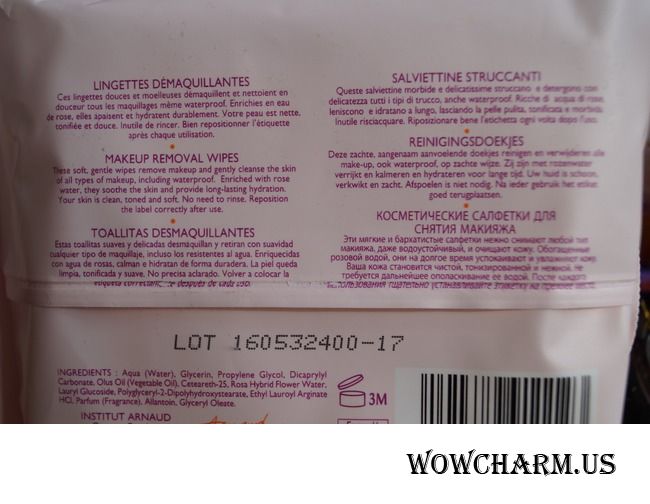 LINGETTES DÉMAQUILLANTES
Ces lingettes douces et moelleuses démaquillent et nettoient en
douceur tous les maquillages même waterproof. Enrichies en eau
de rose, elles apaisent et hydratent durablement. Votre peau est nette,
tonifiée et douce. Inutile de rincer. Bien repositionner l'étiquette
après chaque utilisation.
MAKEUP REMOVAL WIPES
These soft, gentle wipes remove makeup and gently cleanse the skin
of all types of makeup, including waterproof. Enriched with rose
water, they soothe the skin and provide long-lasting hydration.
Your skin is clean, toned and soft. No need to rinse. Reposition
the label correctly after use.
TOALLITAS DESMAQUILLANTES
Estas toallitas suaves y delicadas desmaquillan y retiran con suavidad
cualquier tipo de maquillaje, incluso los resistentes al agua. Enriquecidas
con agua de rosas, calman e hidratan de forma duradera. La piel queda
limpia, tonificada y suave. No precisa aclarado. Volver a colocar la
etiqueta después de cada uso.
SALVIETTINE STRUCCANTI
Queste salviettine morbide e delicatissime struccano e detergono con
delicatezza tutti i tipi di trucco, anche waterproof. Ricche di acqua di rose,
leniscono e idratano a lungo, lasciando la pelle pulita, tonificata e morbida.
Inutile risciacquare. Riposizionare bene l'etichetta ogni volta dopo l'uso.
REINIGINGSDOEKJES
Deze zachte, aangenaam aanvoelende doekjes reinigen en verwijderen alle
make-up, ook waterproof, op zachte wijze. Zij zijn met rozenwater
verrijkt en kalmeren en hydrateren voor lange tijd. Uw huid is schoon,
verkwikt en zacht. Afspoelen is niet nodig. Na ieder gebruik het etiket
goed terugplaatsen.
КОСМЕТИЧЕСКИЕ САЛФЕТКИ ДЛЯ
СНЯТИЯ МАКИЯЖА
Эти мягкие и бархатистые салфетки нежно снимают любой тип
макияжа, даже водоустойчивый, и очищают кожу. Обогащенные
розовой водой, они на долгое время успокаивают и увлажняют кожу.
Ваша кожа становится чистой, тонизированной и нежной. Не
требуется дальнейшее ополаскивание ее водой. После каждого
использования тщательно устанавливайте этикетку на прежнее место.
LOT 160532400-17
INGREDIENTS : Aqua (Water), Glycerin, Propylene Glycol, Dicaprylyl
Carbonate, Olus Oil (Vegetable Oil), Ceteareth-25, Rosa Hybrid Flower Water,
Lauryl Glucoside, Polyglyceryl-2-Dipolyhydroxystearate, Ethyl Lauroyl Arginate
HCl, Parfum (Fragrance), Allantoin, Glyceryl Oleate.
3M
INSTITUT ARNAUD
WOWCHARM.US